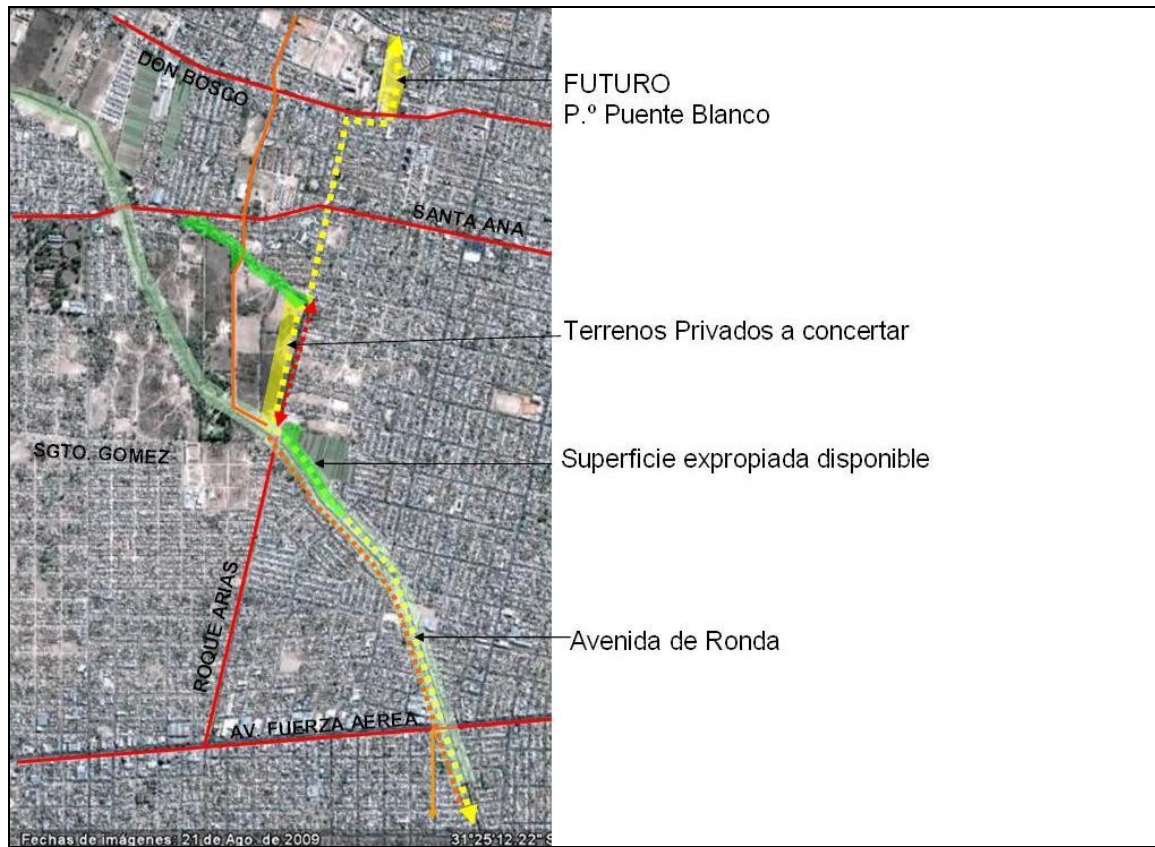 FUTURO
P.º Puente Blanco
DON BOSCO
SANTA ANA
Terrenos Privados a concertar
SGTO. GOMEZ
Superficie expropiada disponible
ROQUE ARIAS
Avenida de Ronda
AV. FUERZA AEREA
Fechas de imágenes: 21 de Ago. de 2009
31°25'12.22" S